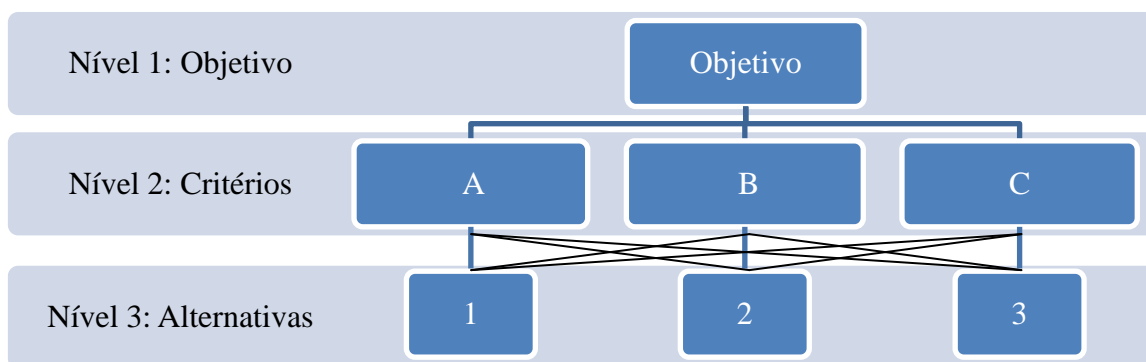 Nível 1: Objetivo
Objetivo
Nível 2: Critérios
A
B
C
Nível 3: Alternativas
1
2
3